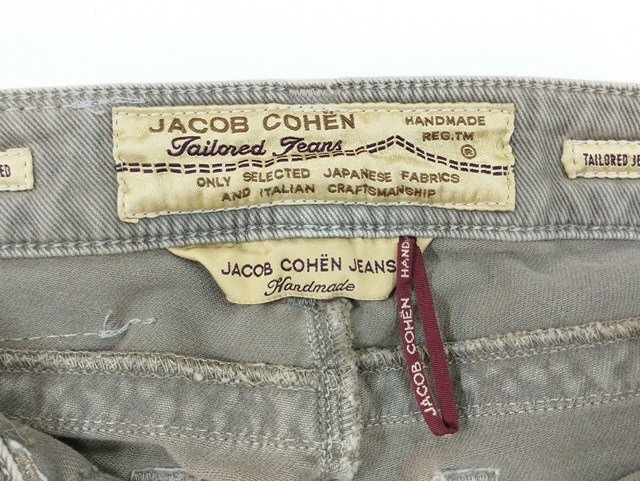 JACOB COHËN
HANDMADE
REG.TM
Tailored Jeans
®
ONLY SELECTED JAPANESE FABRICS
AND ITALIAN CRAFTSMANSHIP
ED
TAILORED JE
JACOB COHËN JEANS
Handmade
JACOB COHËN HAND